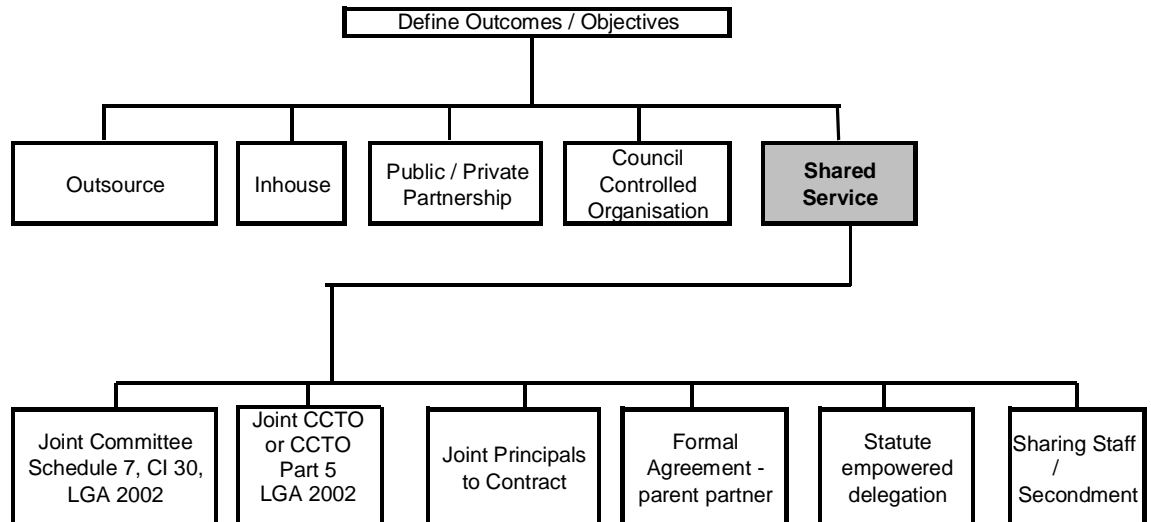 Define Outcomes / Objectives
Outsource
Inhouse
Public / Private
Partnership
Council
Controlled
Organisation
Shared
Service
Joint Committee
Schedule 7, Cl 30,
LGA 2002
Joint CCTO
or CCTO
Part 5
LGA 2002
Joint Principals
to Contract
Formal
Agreement -
parent partner
Statute
empowered
delegation
Sharing Staff
/
Secondment